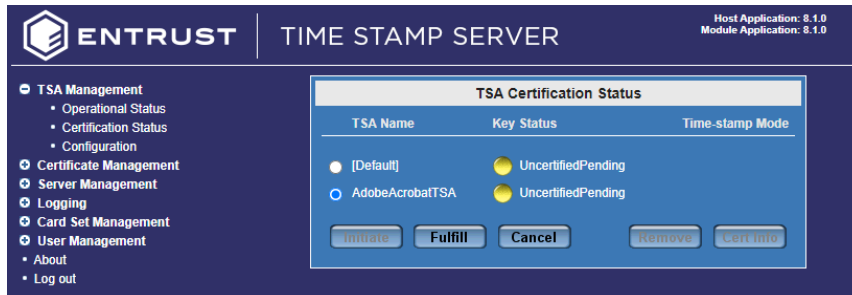 ENTRUST
TIME STAMP SERVER
Host Application: 8.1.0
Module Application: 8.1.0
TSA Management
Operational Status
Certification Status
Configuration
Certificate Management
Server Management
Logging
Card Set Management
User Management
About
Log out
TSA Certification Status
TSA Name Key Status Time-stamp Mode
[Default] UncertifiedPending
AdobeAcrobatTSA UncertifiedPending
Initiate Fulfill Cancel Remove Cert Info